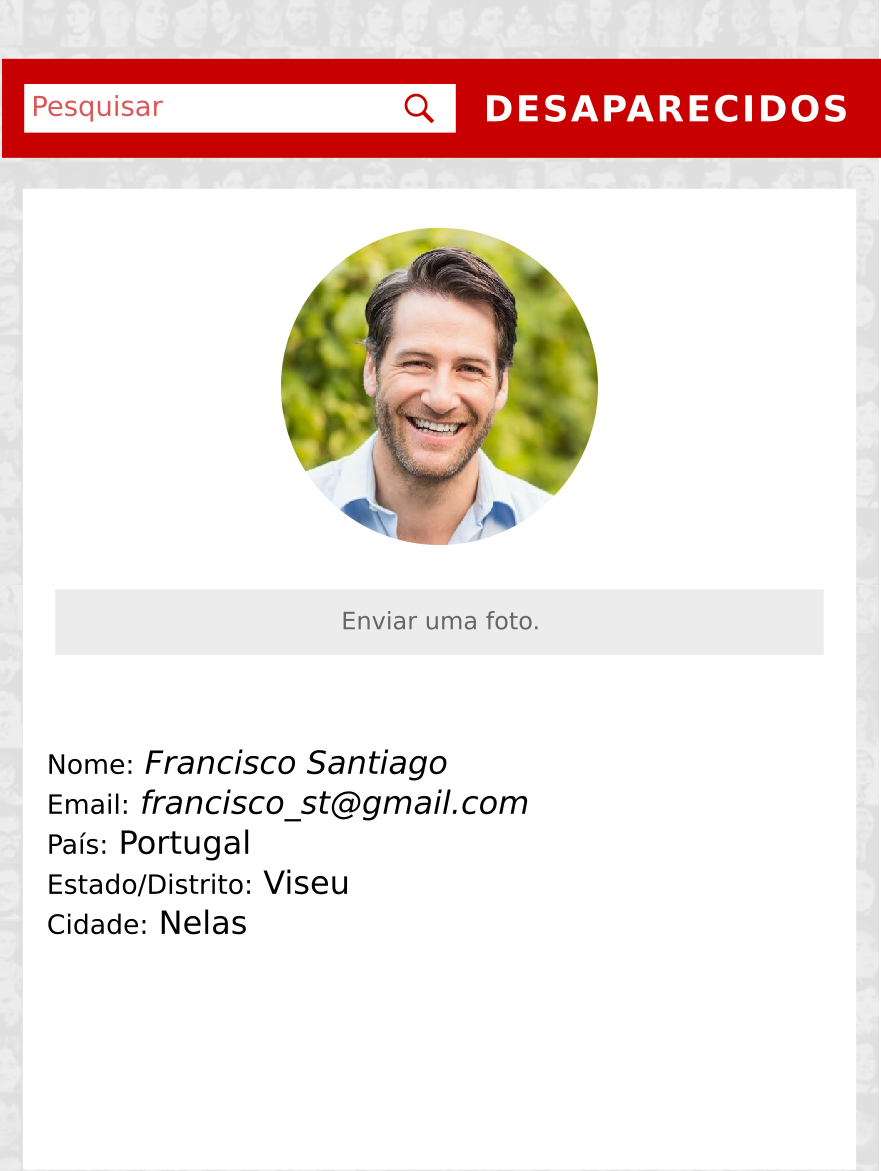 Pesquisar DESAPARECIDOS
Enviar uma foto.
Nome: Francisco Santiago
Email: francisco_st@gmail.com
País: Portugal
Estado/Distrito: Viseu
Cidade: Nelas